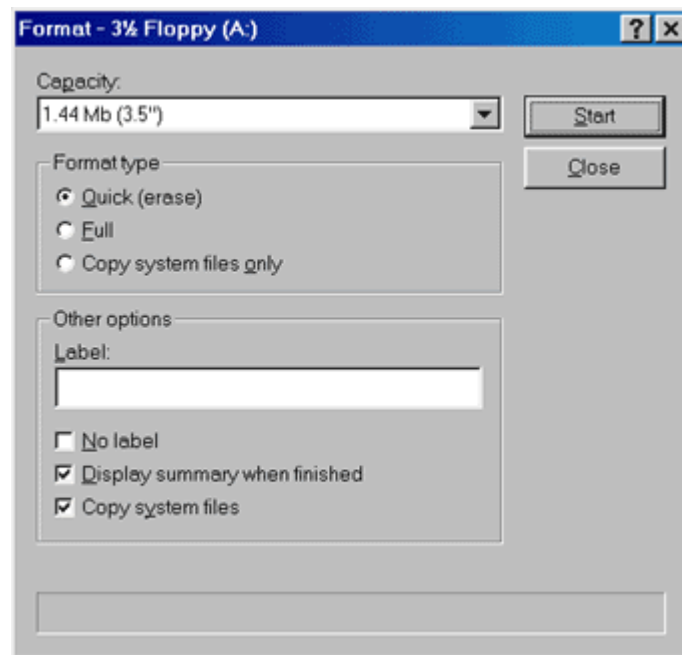 Format - 3½ Floppy (A:)
Capacity:
1.44 Mb (3.5")
Start
Format type
Close
Quick (erase)
Full
Copy system files only
Other options
Label:
No label
Display summary when finished
Copy system files